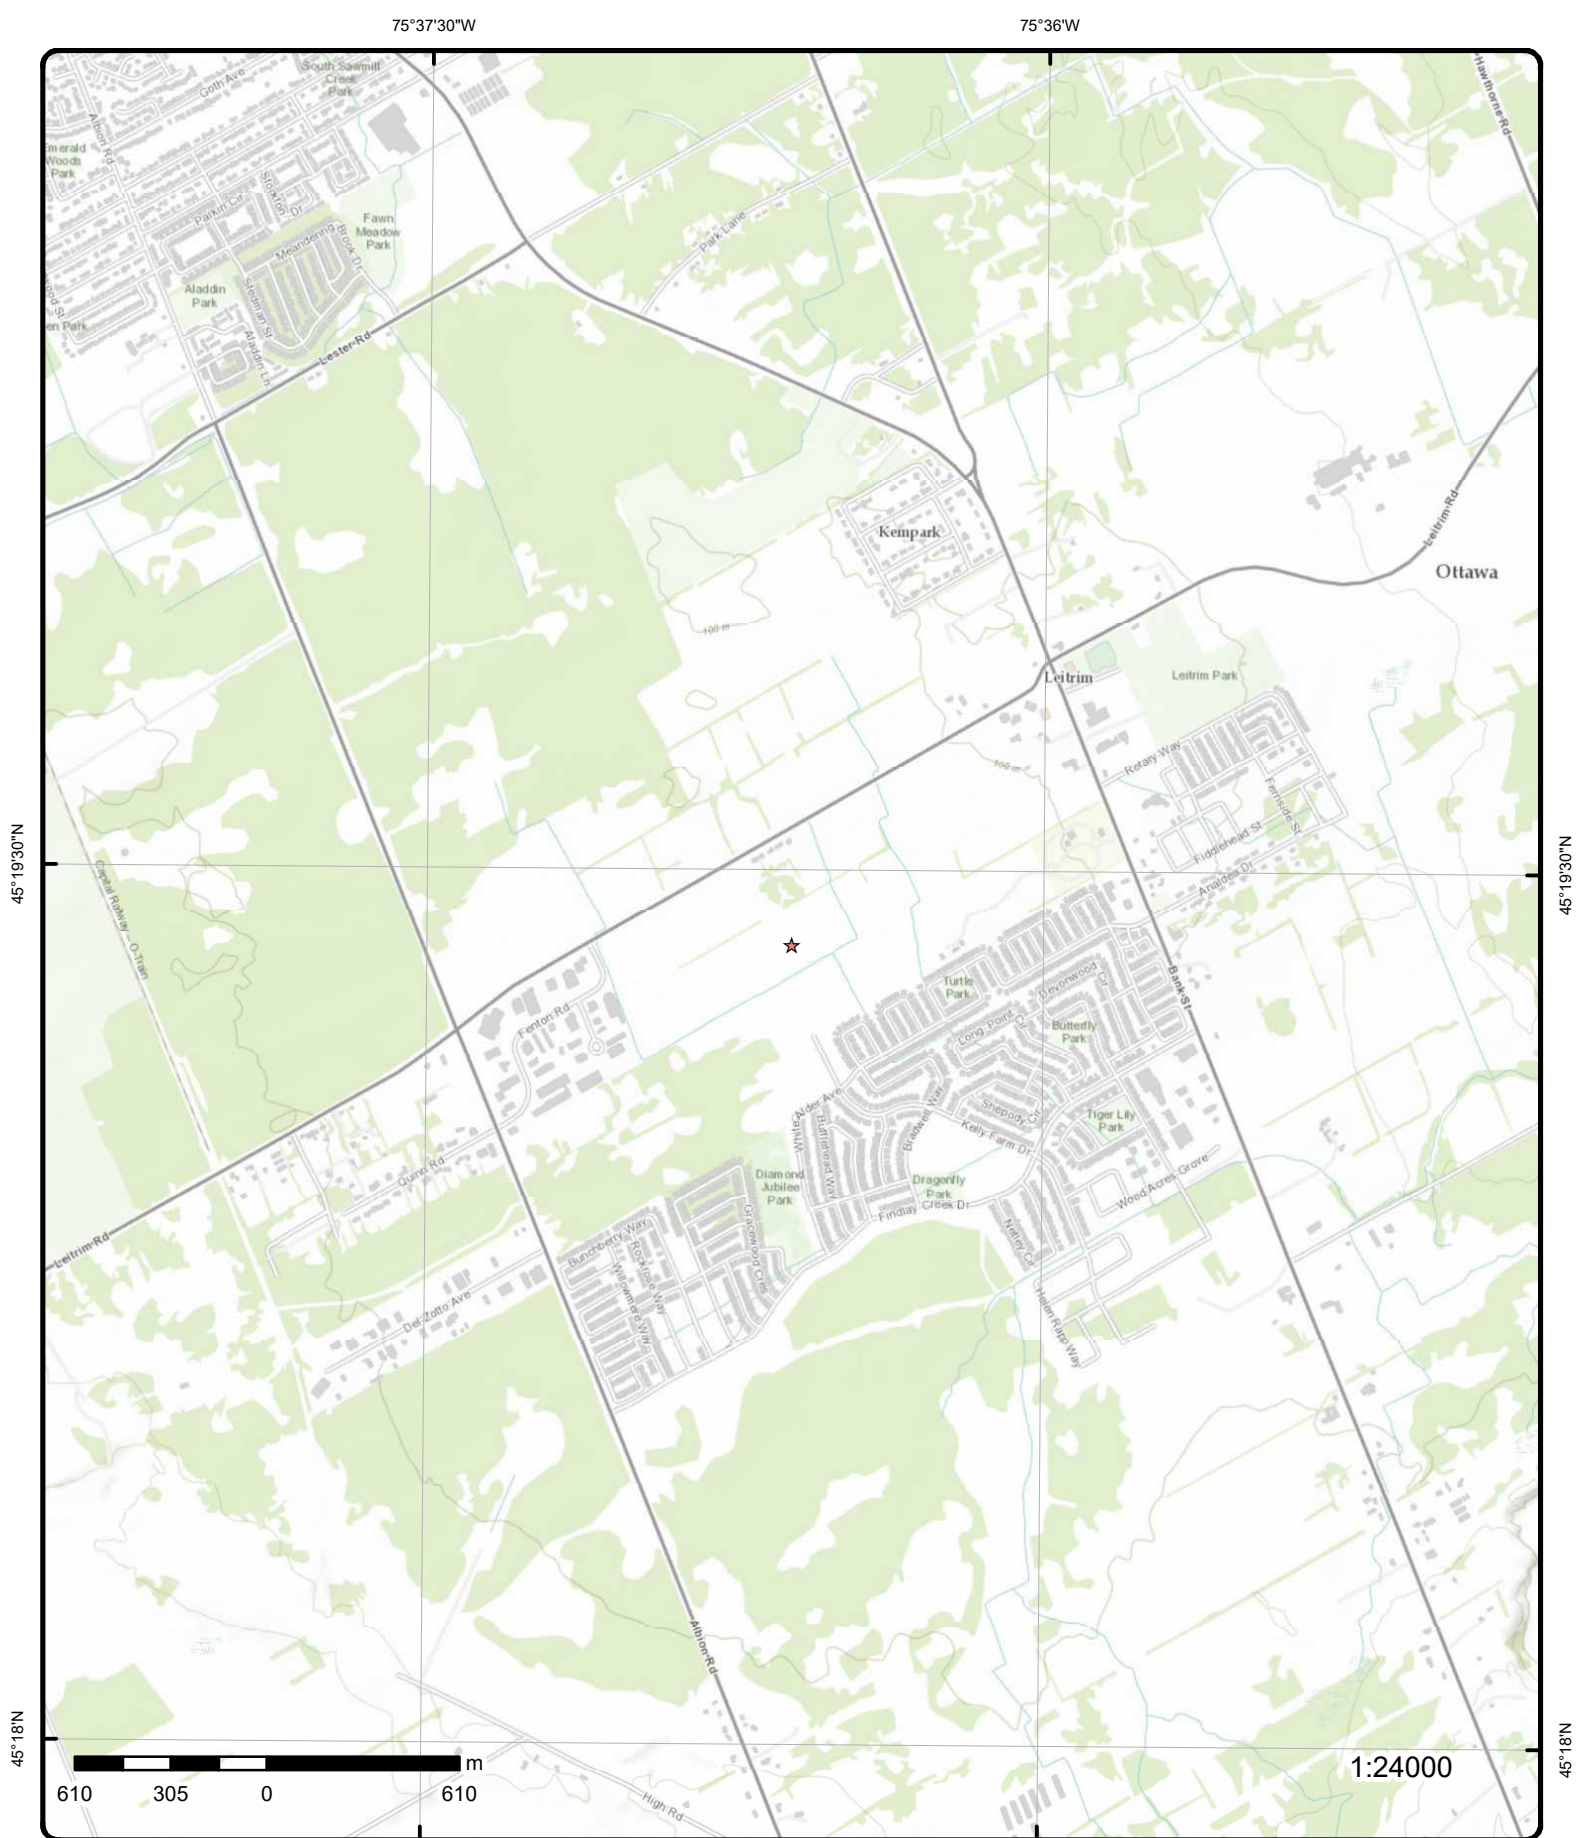 75°37'30"W
75°36'W
South Sawmill
Creek
Park
Goth Ave
Albion Rd
Hawthorne Rd
Emerald
Woods
Park
Stockton Dr
Parkin Cir
Fawn
Meadow
Park
Meandering
Brook Dr
Park Lane
Aladdin
Park
Stedman St
en Park
Aladdin Ln
Lester Rd
Kempark
Leitrim Rd
Ottawa
100 m
Leitrim
Leitrim Park
Rotary Way
100 m
Fernside St
Fiddlehead St
Analdea Dr
45°19'30"N
45°19'30"N
Capital Railway - O-Train
Turtle
Park
Devonwood Cir
Bank St
Fenton Rd
Long Point Cir
Butterfly
Park
White Alder Ave
Bufflehead Way
Bradwell Way
Shepody Cir
Tiger Lily
Park
Kelly Farm Dr
Quinn Rd
Diamond
Jubilee
Park
Dragonfly
Park
Wood Acres Grove
Findlay Creek Dr
Leitrim Rd
Bunchberry Way
Rockrose Way
Gracewood Cres
Willowmere Way
Netley Cir
Del Zotto Ave
Helen Rapp Way
Albion Rd
45°18'N
45°18'N
m
1:24000
610
305
0
610
High Rd